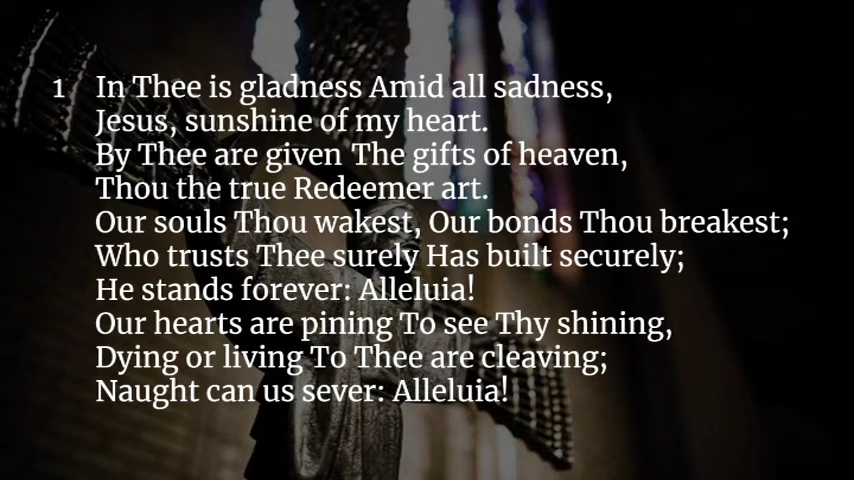 1 In Thee is gladness Amid all sadness,
Jesus, sunshine of my heart.
By Thee are given The gifts of heaven,
Thou the true Redeemer art.
Our souls Thou wakest, Our bonds Thou breakest;
Who trusts Thee surely Has built securely;
He stands forever: Alleluia!
Our hearts are pining To see Thy shining,
Dying or living To Thee are cleaving;
Naught can us sever: Alleluia!